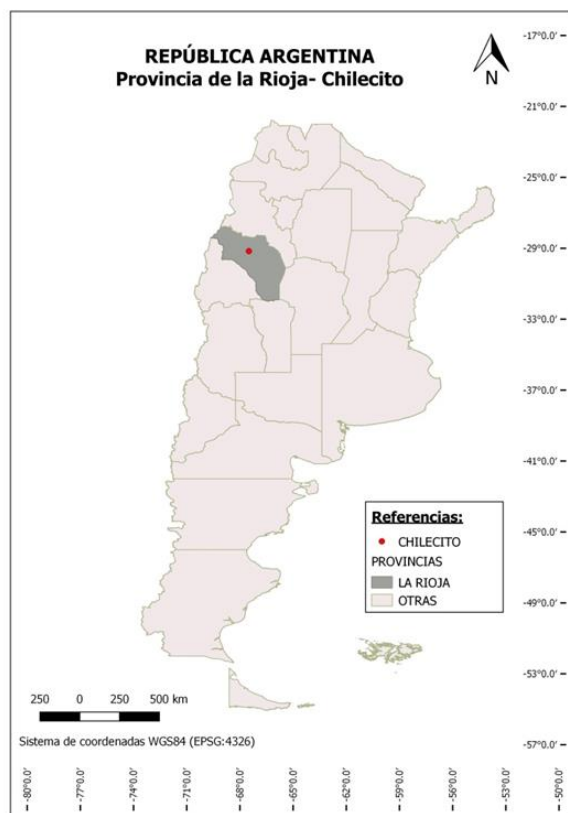 REPÚBLICA ARGENTINA
Provincia de la Rioja- Chilecito
N
-17°0.0'
-21°0.0'
-25°0.0'
-29°0.0'
-33°0.0'
-37°0.0'
-41°0.0'
-45°0.0'
-49°0.0'
-53°0.0'
-57°0.0'
Referencias:
CHILECITO
PROVINCIAS
LA RIOJA
OTRAS
250 0 250 500 km
Sistema de coordenadas WGS84 (EPSG:4326)
-80°0.0'
-77°0.0'
-74°0.0'
-71°0.0'
-68°0.0'
-65°0.0'
-62°0.0'
-59°0.0'
-56°0.0'
-53°0.0'
-50°0.0'